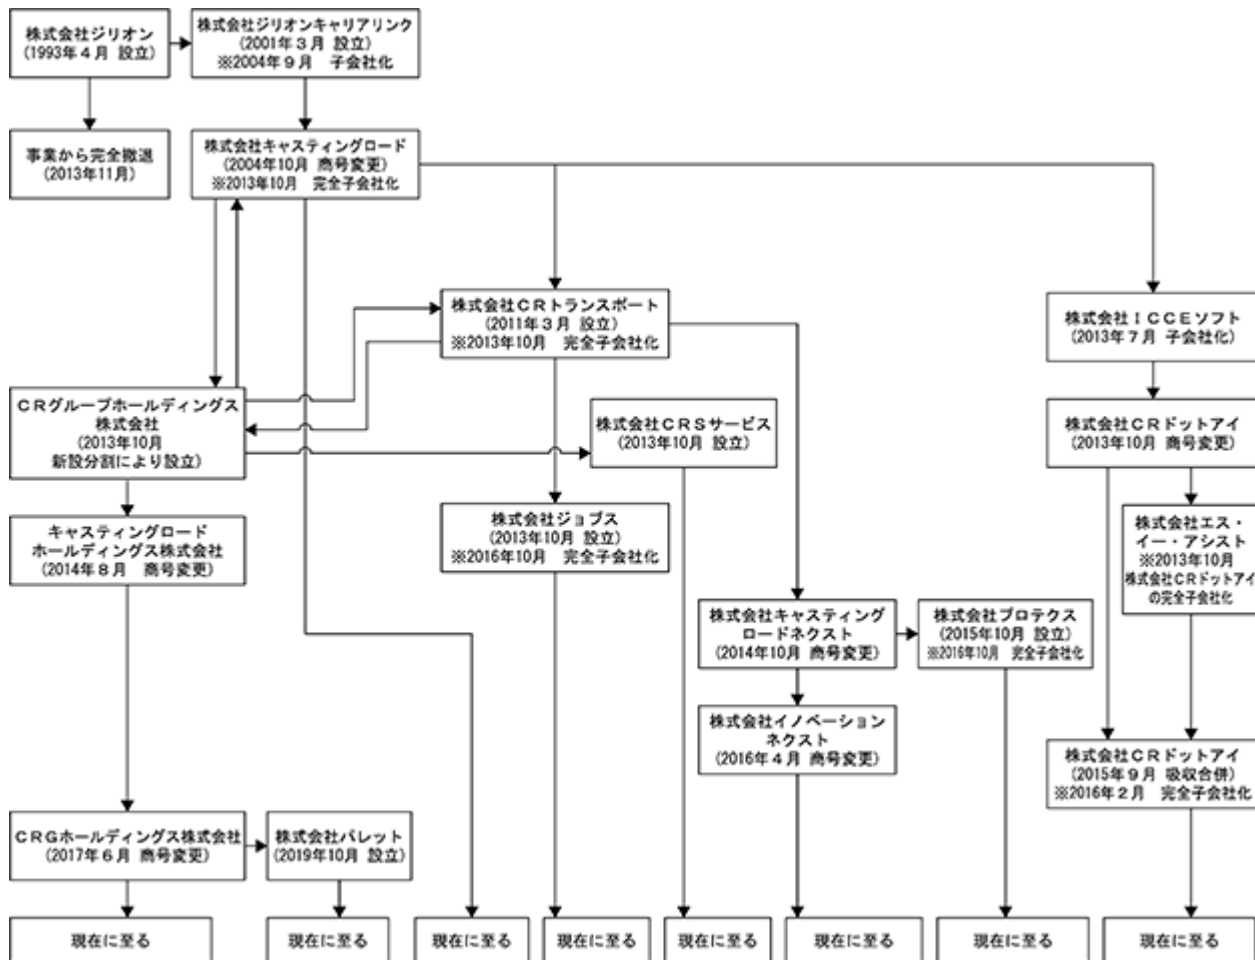 株式会社ジリオン
(1993年４月 設立)
株式会社ジリオンキャリアリンク
(2001年３月 設立)
※2004年９月　子会社化
事業から完全撤退
(2013年11月)
株式会社キャスティングロード
(2004年10月 商号変更)
※2013年10月　完全子会社化
株式会社ＣＲトランスポート
(2011年３月 設立)
※2013年10月　完全子会社化
株式会社ＩＣＣＥソフト
(2013年７月 子会社化)
ＣＲグループホールディングス
株式会社
(2013年10月
新設分割により設立)
株式会社ＣＲＳサービス
(2013年10月 設立)
株式会社ＣＲドットアイ
(2013年10月 商号変更)
キャスティングロード
ホールディングス株式会社
(2014年８月　商号変更)
株式会社ジョブス
(2013年10月 設立)
※2016年10月　完全子会社化
株式会社エス・
イー・アシスト
※2013年10月
株式会社ＣＲドットアイ
の完全子会社化
株式会社キャスティング
ロードネクスト
(2014年10月 商号変更)
株式会社プロテクス
(2015年10月 設立)
※2016年10月　完全子会社化
株式会社イノベーション
ネクスト
(2016年４月 商号変更)
株式会社ＣＲドットアイ
(2015年９月 吸収合併)
※2016年２月　完全子会社化
ＣＲＧホールディングス株式会社
(2017年６月 商号変更)
株式会社パレット
(2019年10月 設立)
現在に至る
現在に至る
現在に至る
現在に至る
現在に至る
現在に至る
現在に至る
現在に至る